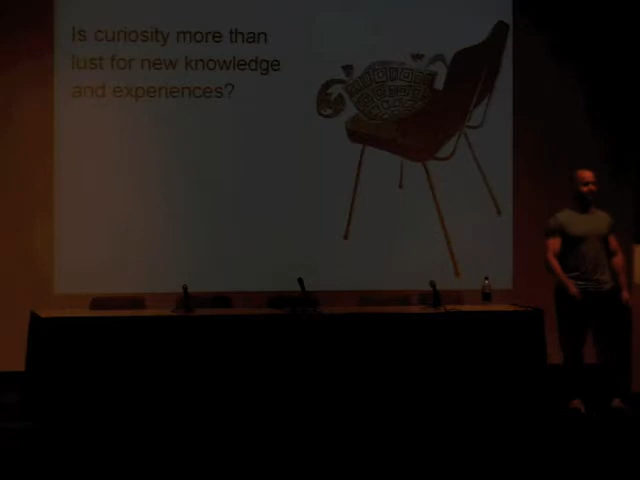 Is curiosity more than
lust for new knowledge
and experiences?